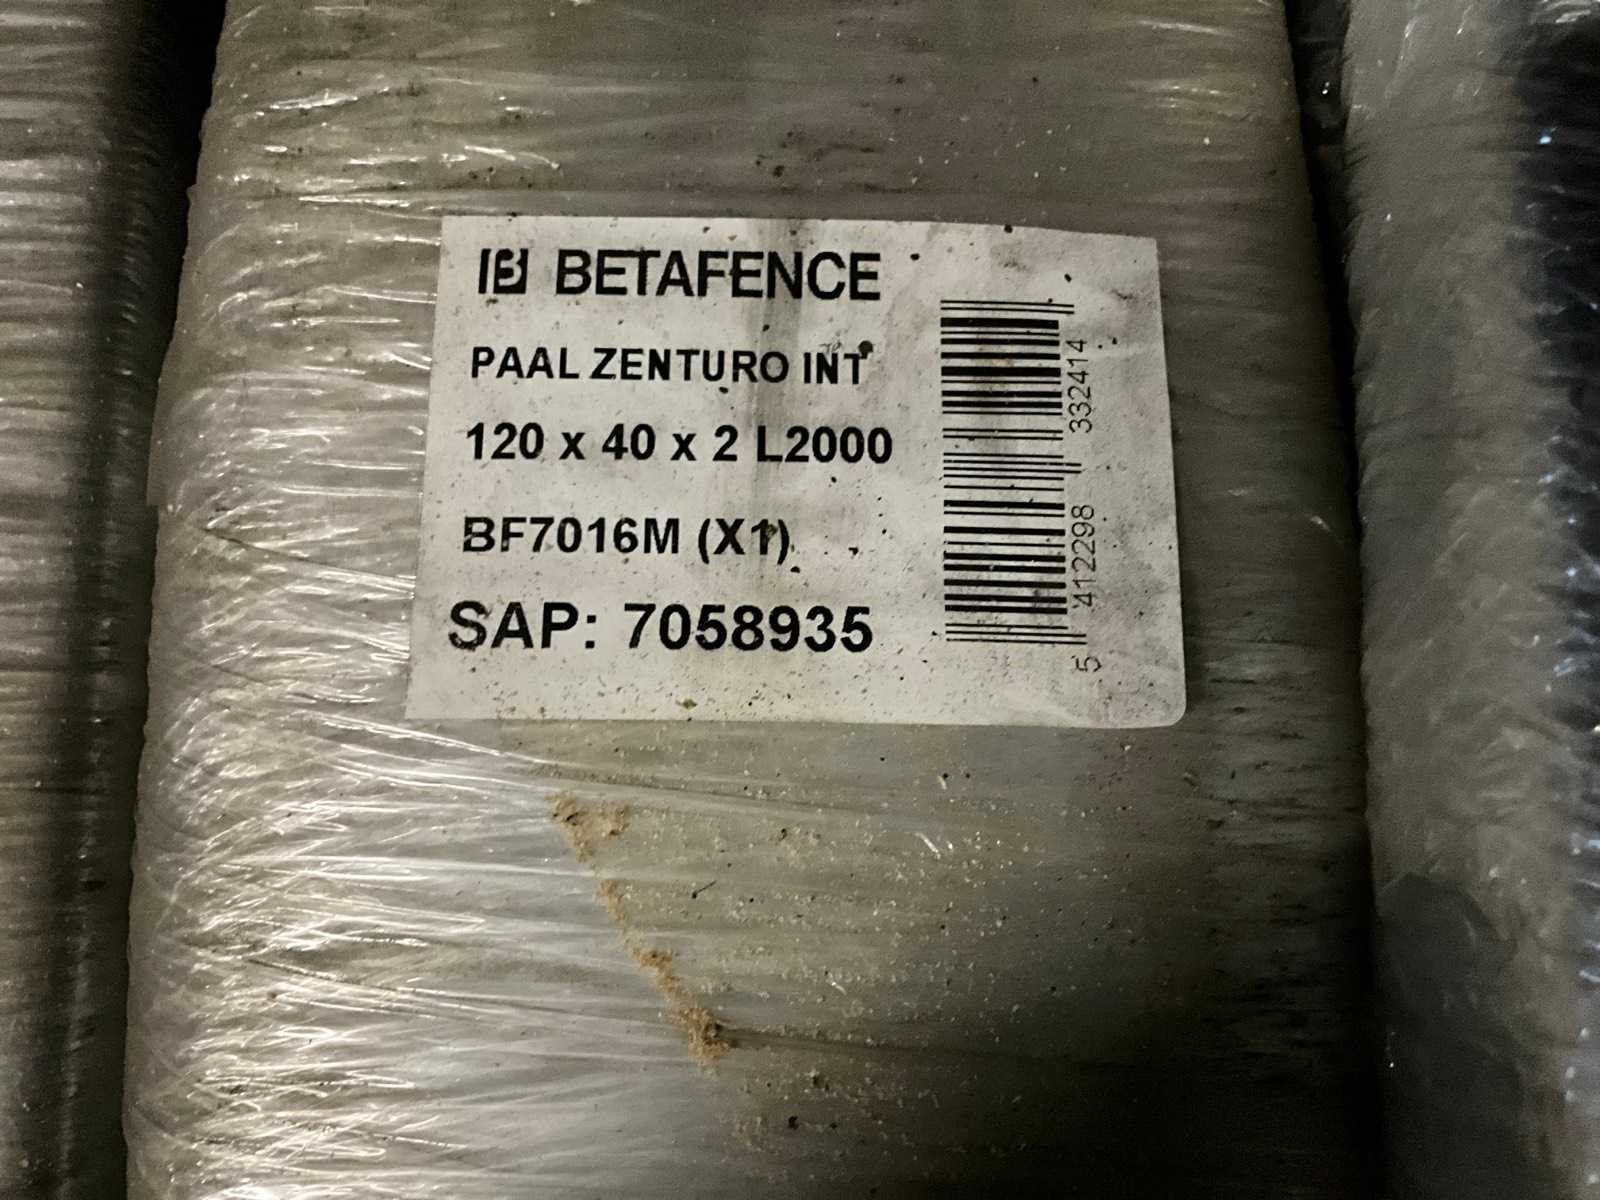 BETAFENCE
PAAL ZENTURO INT
120 x 40 x 2 L2000
BF7016M (X1)
SAP: 7058935
5 412298 332414